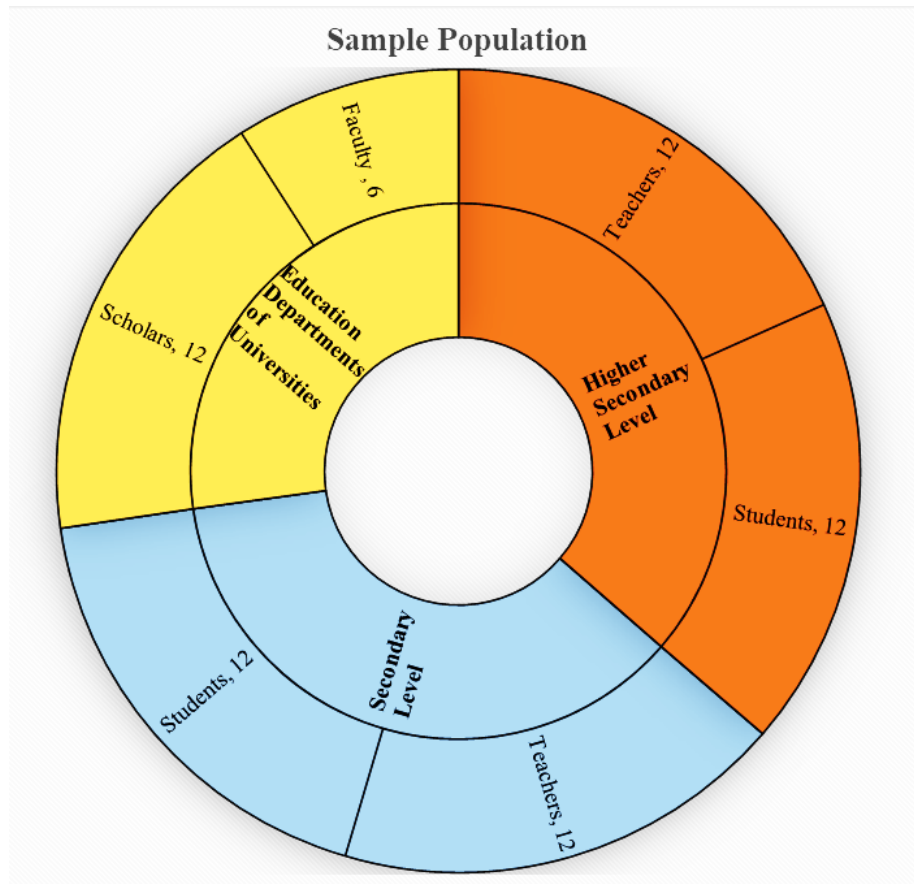 Sample Population
Faculty , 6
Teachers, 12
Scholars, 12
Education
Departments
of
Universities
Higher
Secondary
Level
Students, 12
Secondary
Level
Students, 12
Teachers, 12